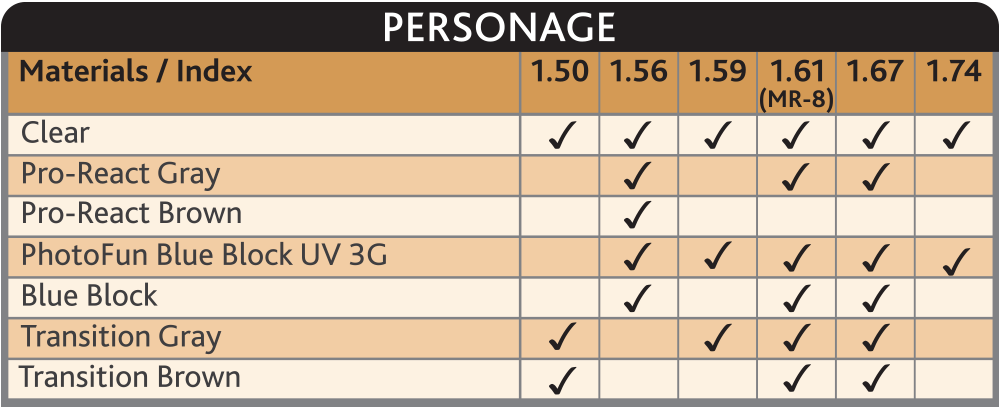 PERSONAGE
Materials / Index 1.50 1.56 1.59 1.61 1.67 1.74
(MR-8)
Clear ✓ ✓ ✓ ✓ ✓ ✓
Pro-React Gray ✓ ✓ ✓
Pro-React Brown ✓
PhotoFun Blue Block UV 3G ✓ ✓ ✓ ✓ ✓
Blue Block ✓ ✓ ✓
Transition Gray ✓ ✓ ✓ ✓
Transition Brown ✓ ✓ ✓